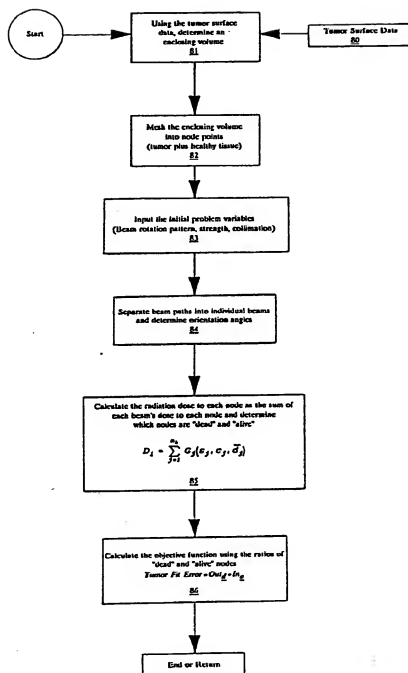 Start
Using the tumor surface
data, determine an
enclosing volume
81
Tumor Surface Data
80
Mesh the enclosing volume
into node points
(tumor plus healthy tissue)
82
Input the initial problem variables
(Beam rotation pattern, strength, collimation)
83
Separate beam paths into individual beams
and determine orientation angles
84
Calculate the radiation dose to each node as the sum of
each beam's dose to each node and determine
which nodes are "dead" and "alive"
85
Calculate the objective function using the ratios of
"dead" and "alive" nodes
Tumor Fit Error =
86
End or Return